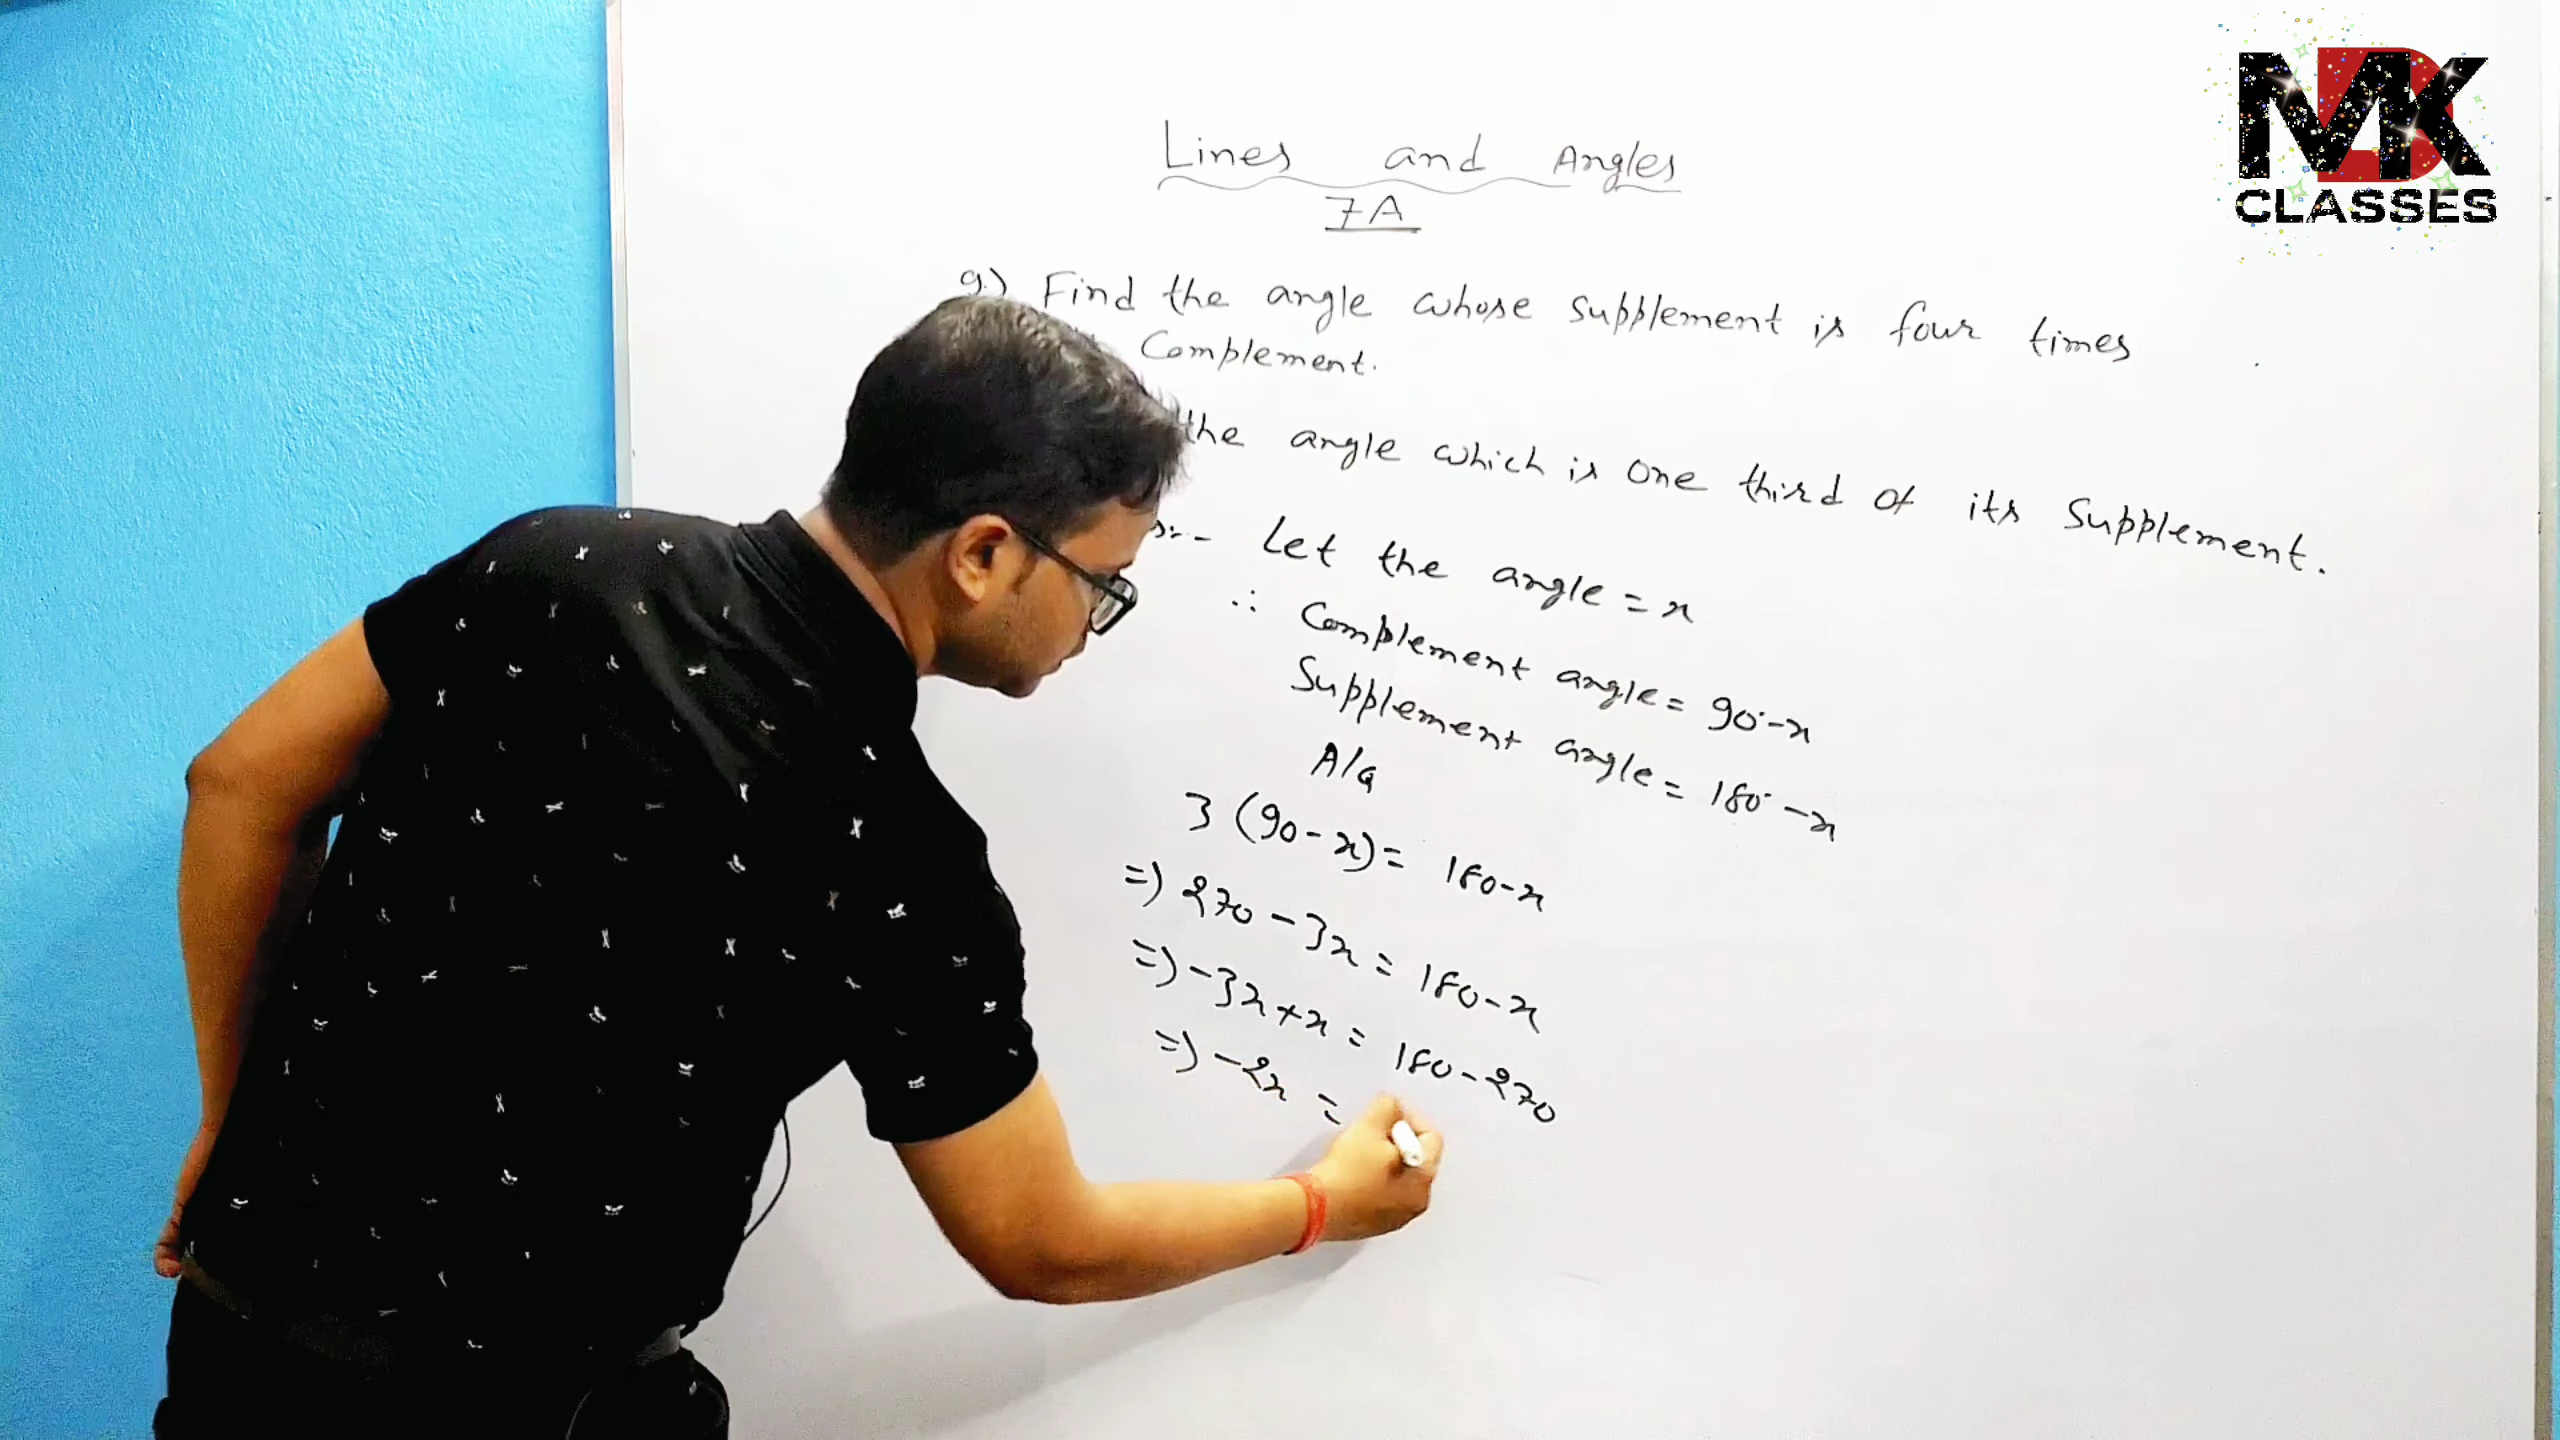 MDK
CLASSES
Lines and Angles
7A
9.) Find the angle whose supplement is four times
Complement.
the angle which is one third of its Supplement.
Let the angle = x
∴ Complement angle = 90° - x
Supplement angle = 180° - x
A/q
3 (90 - x) = 180 - x
=) 270 - 3x = 180 - x
=) -3x + x = 180 - 270
=) -2x =